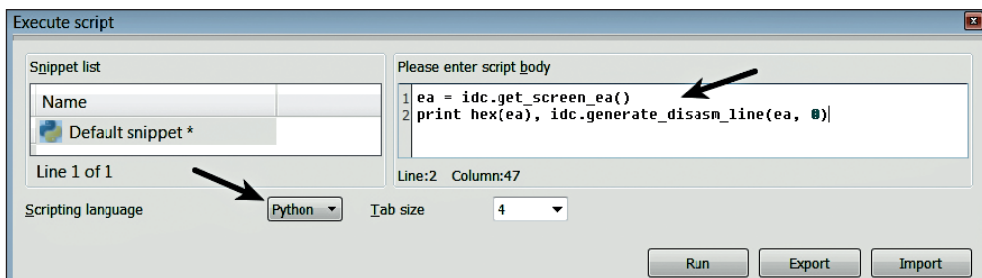 Execute script
Snippet list
Name
Default snippet *
Line 1 of 1
Please enter script body
1 ea = idc.get_screen_ea()
2 print hex(ea), idc.generate_disasm_line(ea, 0)
Line:2 Column:47
Scripting language Python Tab size 4
Run Export Import